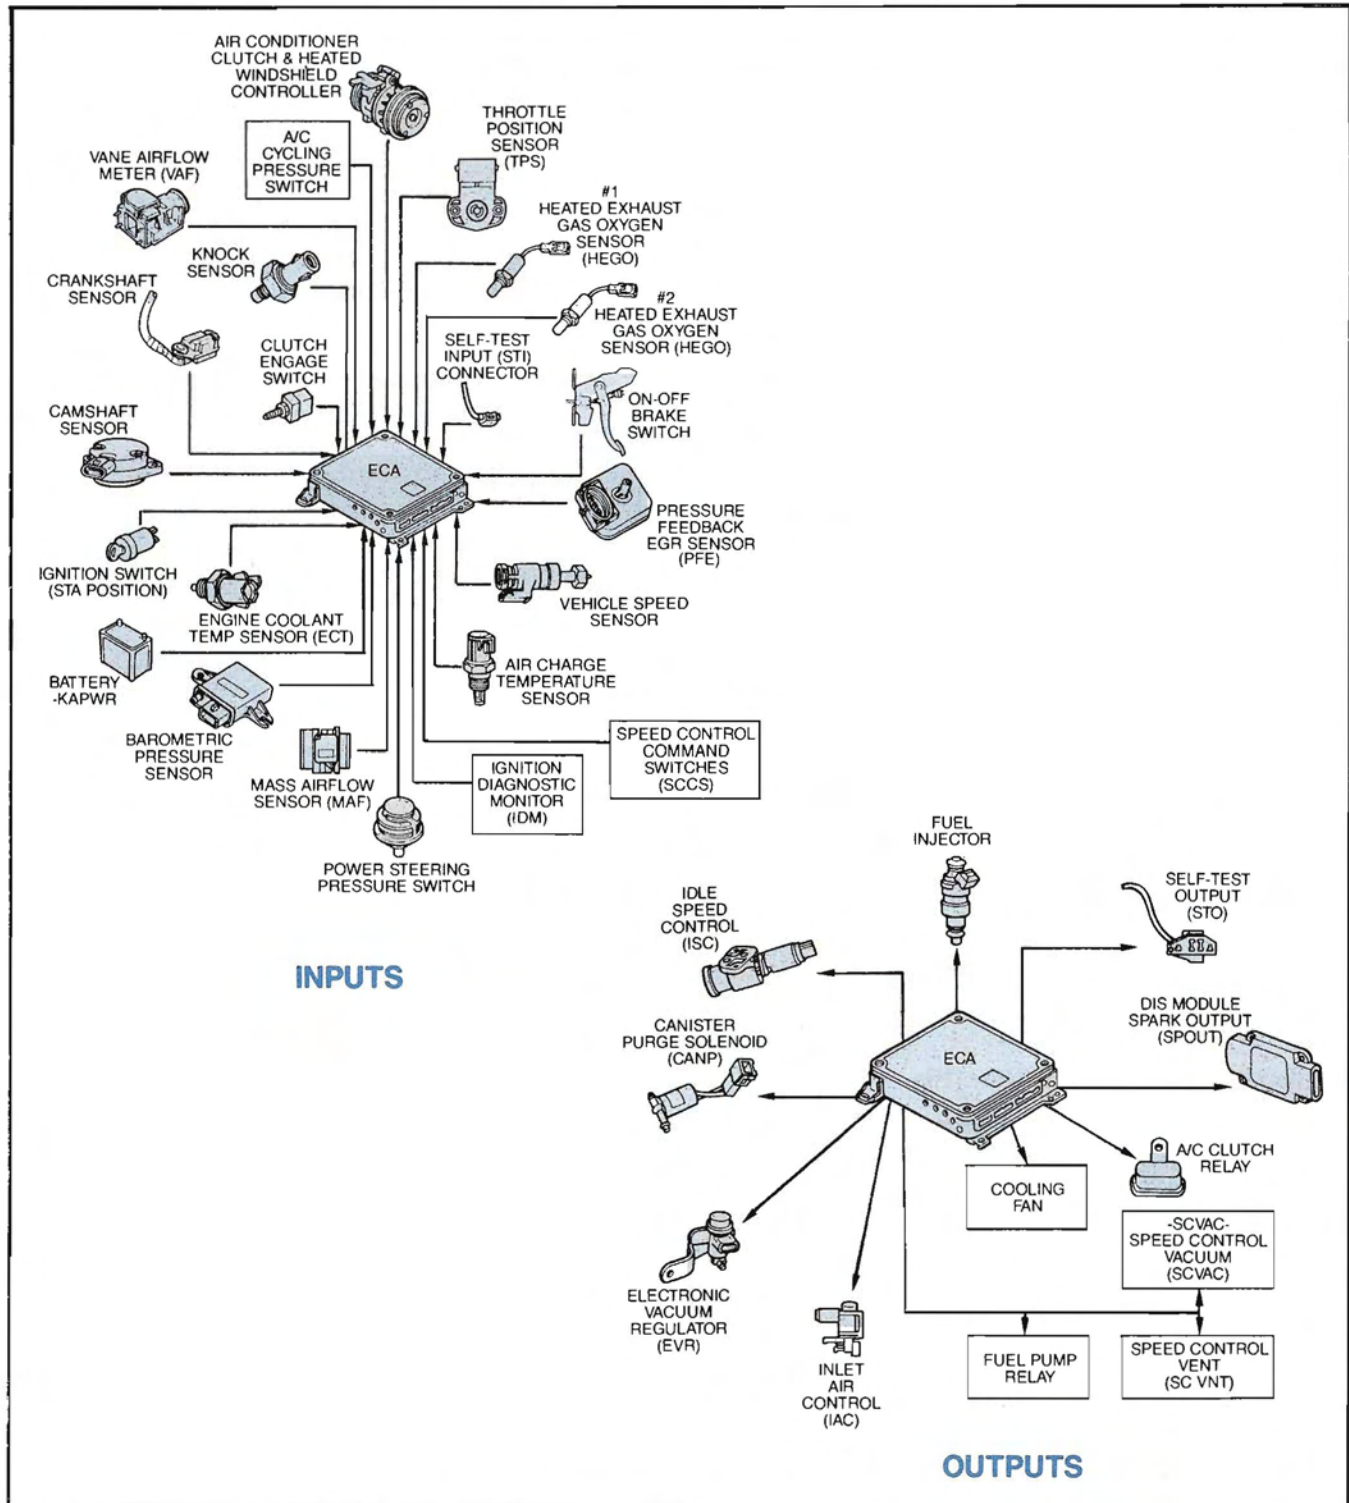 AIR CONDITIONER
CLUTCH & HEATED
WINDSHIELD
CONTROLLER
THROTTLE
POSITION
SENSOR
(TPS)
A/C
CYCLING
PRESSURE
SWITCH
VANE AIRFLOW
METER (VAF)
#1
HEATED EXHAUST
GAS OXYGEN
SENSOR
(HEGO)
KNOCK
SENSOR
CRANKSHAFT
SENSOR
#2
HEATED EXHAUST
GAS OXYGEN
SENSOR (HEGO)
CLUTCH
ENGAGE
SWITCH
SELF-TEST
INPUT (STI)
CONNECTOR
ON-OFF
BRAKE
SWITCH
CAMSHAFT
SENSOR
ECA
PRESSURE
FEEDBACK
EGR SENSOR
(PFE)
IGNITION SWITCH
(STA POSITION)
ENGINE COOLANT
TEMP SENSOR (ECT)
VEHICLE SPEED
SENSOR
BATTERY
-KAPWR
AIR CHARGE
TEMPERATURE
SENSOR
BAROMETRIC
PRESSURE
SENSOR
MASS AIRFLOW
SENSOR (MAF)
IGNITION
DIAGNOSTIC
MONITOR
(IDM)
SPEED CONTROL
COMMAND
SWITCHES
(SCCS)
POWER STEERING
PRESSURE SWITCH
INPUTS
FUEL
INJECTOR
IDLE
SPEED
CONTROL
(ISC)
SELF-TEST
OUTPUT
(STO)
CANISTER
PURGE SOLENOID
(CANP)
DIS MODULE
SPARK OUTPUT
(SPOUT)
ECA
A/C CLUTCH
RELAY
COOLING
FAN
-SCVAC-
SPEED CONTROL
VACUUM
(SCVAC)
ELECTRONIC
VACUUM
REGULATOR
(EVR)
INLET
AIR
CONTROL
(IAC)
FUEL PUMP
RELAY
SPEED CONTROL
VENT
(SC VNT)
OUTPUTS